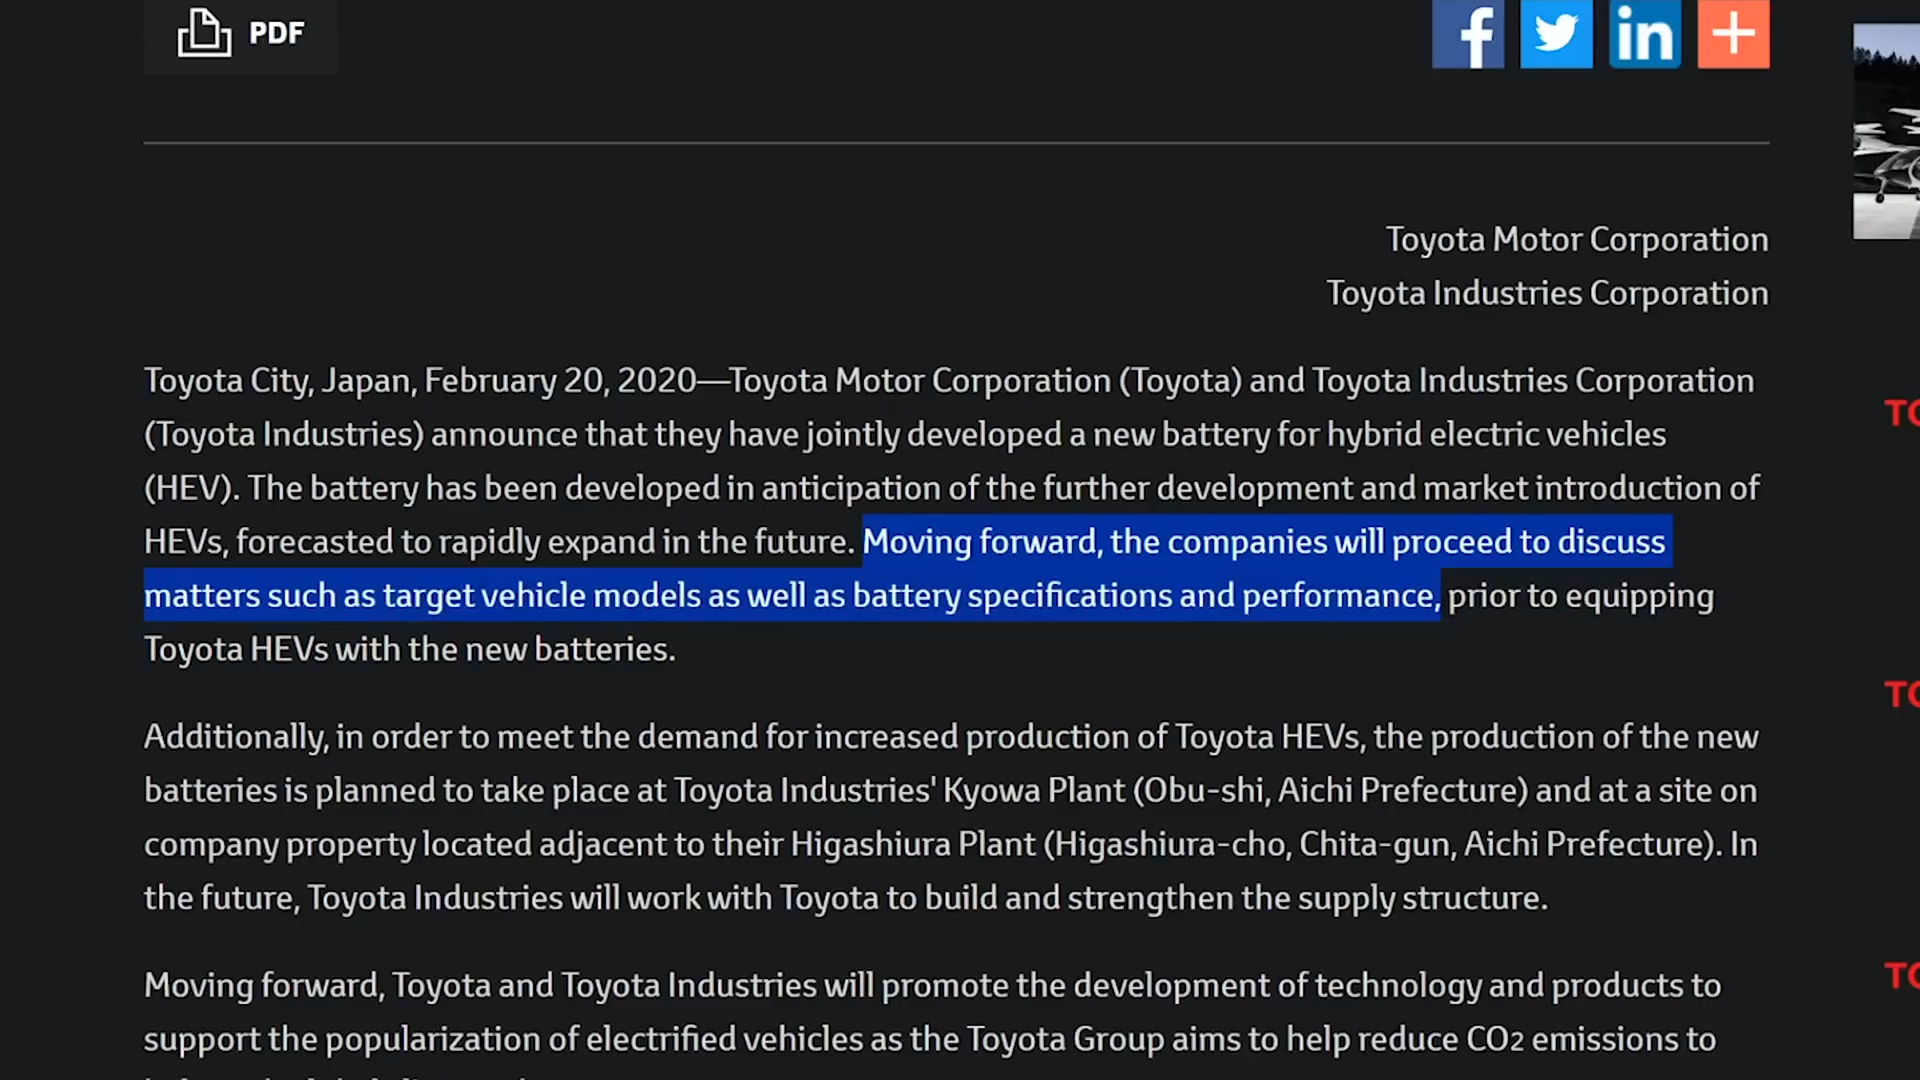 PDF
Toyota Motor Corporation
Toyota Industries Corporation
Toyota City, Japan, February 20, 2020—Toyota Motor Corporation (Toyota) and Toyota Industries Corporation
(Toyota Industries) announce that they have jointly developed a new battery for hybrid electric vehicles
(HEV). The battery has been developed in anticipation of the further development and market introduction of
HEVs, forecasted to rapidly expand in the future. Moving forward, the companies will proceed to discuss
matters such as target vehicle models as well as battery specifications and performance, prior to equipping
Toyota HEVs with the new batteries.
Additionally, in order to meet the demand for increased production of Toyota HEVs, the production of the new
batteries is planned to take place at Toyota Industries' Kyowa Plant (Obu-shi, Aichi Prefecture) and at a site on
company property located adjacent to their Higashiura Plant (Higashiura-cho, Chita-gun, Aichi Prefecture). In
the future, Toyota Industries will work with Toyota to build and strengthen the supply structure.
Moving forward, Toyota and Toyota Industries will promote the development of technology and products to
support the popularization of electrified vehicles as the Toyota Group aims to help reduce CO2 emissions to